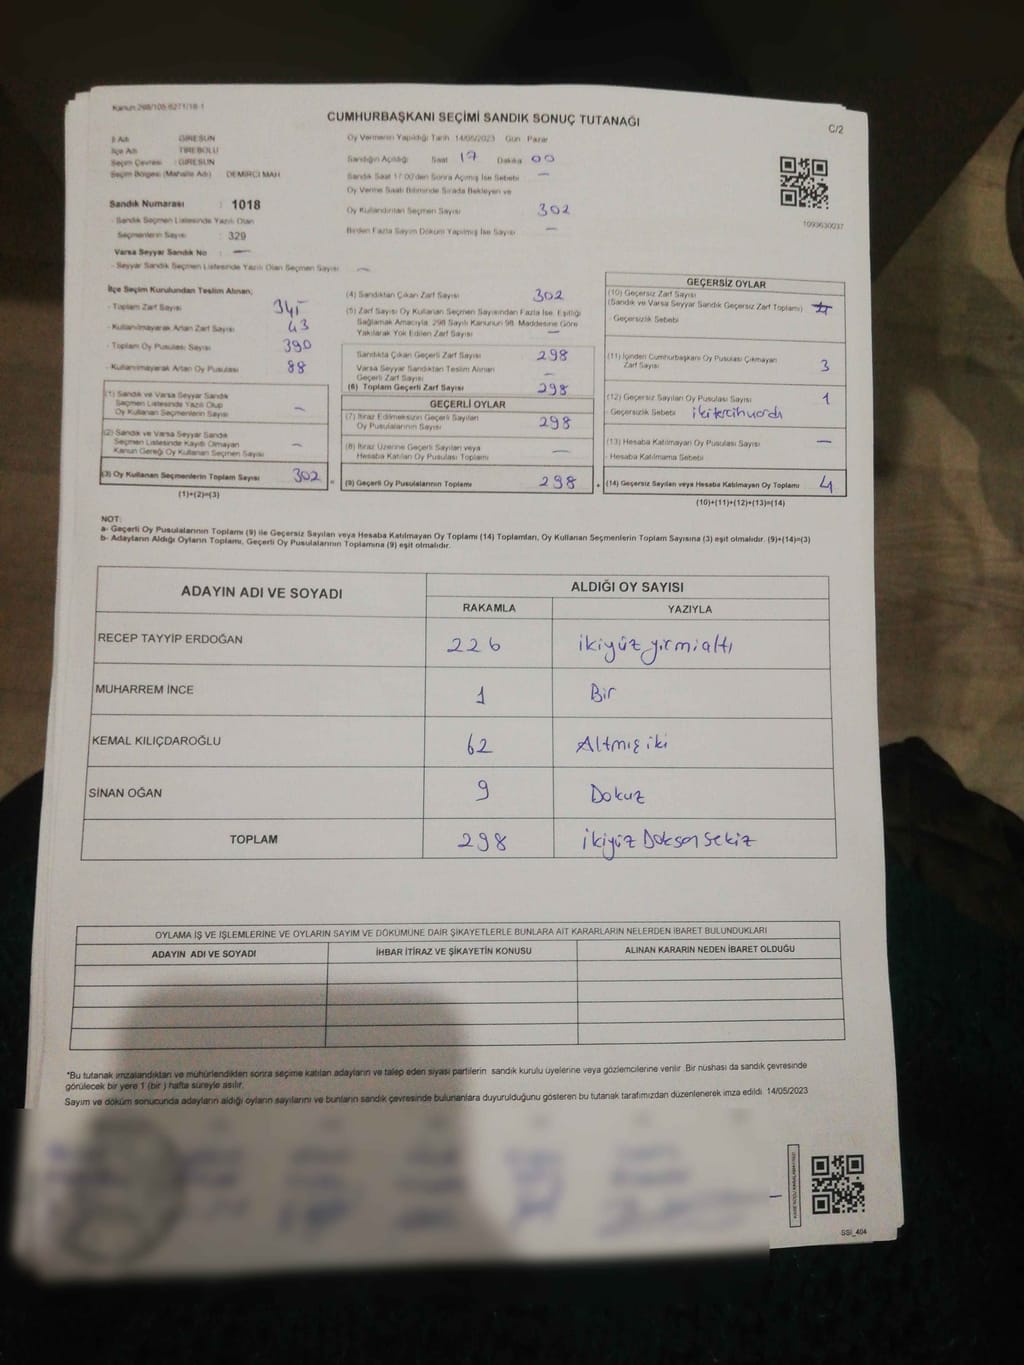 Kanun 298/105-6271/18-1
CUMHURBAŞKANI SEÇİMİ SANDIK SONUÇ TUTANAĞI
C/2
İl Adı : GİRESUN
İlçe Adı : TİREBOLU
Seçim Çevresi : GİRESUN
Seçim Bölgesi (Mahalle Adı) DEMİRCİ MAH
Sandık Numarası : 1018
- Sandık Seçmen Listesinde Yazılı Olan
Seçmenlerin Sayısı : 329
Varsa Seyyar Sandık No : —
- Seyyar Sandık Seçmen Listesinde Yazılı Olan Seçmen Sayısı —
Oy Vermenin Yapıldığı Tarih 14/05/2023 Gün Pazar
Sandığın Açıldığı Saat 17 Dakika 00
Sandık Saat 17:00'den Sonra Açılmış İse Sebebi —
Oy Verme Saati Bitiminde Sırada Bekleyen ve
Oy Kullandırılan Seçmen Sayısı 302
Birden Fazla Sayım Döküm Yapılmış İse Sayısı —
1093630037
İlçe Seçim Kurulundan Teslim Alınan;
- Toplam Zarf Sayısı 345
- Kullanılmayarak Artan Zarf Sayısı 43
- Toplam Oy Pusulası Sayısı 390
- Kullanılmayarak Artan Oy Pusulası 88
(1) Sandık ve Varsa Seyyar Sandık
Seçmen Listesinde Yazılı Olup
Oy Kullanan Seçmenlerin Sayısı —
(2) Sandık ve Varsa Seyyar Sandık
Seçmen Listesinde Kayıtlı Olmayan
Kanun Gereği Oy Kullanan Seçmen Sayısı —
(3) Oy Kullanan Seçmenlerin Toplam Sayısı 302
(1)+(2)=(3)
(4) Sandıktan Çıkan Zarf Sayısı 302
(5) Zarf Sayısı Oy Kullanan Seçmen Sayısından Fazla İse, Eşitliği
Sağlamak Amacıyla, 298 Sayılı Kanunun 98. Maddesine Göre
Yakılarak Yok Edilen Zarf Sayısı —
Sandıkta Çıkan Geçerli Zarf Sayısı 298
Varsa Seyyar Sandıktan Teslim Alınan
Geçerli Zarf Sayısı —
(6) Toplam Geçerli Zarf Sayısı 298
GEÇERLİ OYLAR
(7) İtiraz Edilmeksizin Geçerli Sayılan
Oy Pusulalarının Sayısı 298
(8) İtiraz Üzerine Geçerli Sayılan veya
Hesaba Katılan Oy Pusulası Toplamı —
(9) Geçerli Oy Pusulalarının Toplamı 298
GEÇERSİZ OYLAR
(10) Geçersiz Zarf Sayısı
(Sandık ve Varsa Seyyar Sandık Geçersiz Zarf Toplamı)
- Geçersizlik Sebebi
(11) İçinden Cumhurbaşkanı Oy Pusulası Çıkmayan
Zarf Sayısı 3
(12) Geçersiz Sayılan Oy Pusulası Sayısı 1
- Geçersizlik Sebebi ikitercihvardı
(13) Hesaba Katılmayan Oy Pusulası Sayısı —
- Hesaba Katılmama Sebebi
(14) Geçersiz Sayılan veya Hesaba Katılmayan Oy Toplamı 4
(10)+(11)+(12)+(13)=(14)
NOT:
a- Geçerli Oy Pusulalarının Toplamı (9) ile Geçersiz Sayılan veya Hesaba Katılmayan Oy Toplamı (14) Toplamları, Oy Kullanan Seçmenlerin Toplam Sayısına (3) eşit olmalıdır. (9)+(14)=(3)
b- Adayların Aldığı Oyların Toplamı, Geçerli Oy Pusulalarının Toplamına (9) eşit olmalıdır.
ADAYIN ADI VE SOYADI
ALDIĞI OY SAYISI
RAKAMLA YAZIYLA
RECEP TAYYİP ERDOĞAN 226 ikiyüz yirmialtı
MUHARREM İNCE 1 Bir
KEMAL KILIÇDAROĞLU 62 Altmış iki
SİNAN OĞAN 9 Dokuz
TOPLAM 298 ikiyüz Doksan Sekiz
OYLAMA İŞ VE İŞLEMLERİNE VE OYLARIN SAYIM VE DÖKÜMÜNE DAİR ŞİKAYETLERLE BUNLARA AİT KARARLARIN NELERDEN İBARET BULUNDUKLARI
ADAYIN ADI VE SOYADI İHBAR İTİRAZ VE ŞİKAYETİN KONUSU ALINAN KARARIN NEDEN İBARET OLDUĞU
*Bu tutanak imzalandıktan ve mühürlendikten sonra seçime katılan adayların ve talep eden siyasi partilerin sandık kurulu üyelerine veya gözlemcilerine verilir .Bir nüshası da sandık çevresinde
görülecek bir yere 1 (bir ) hafta süreyle asılır.
Sayım ve döküm sonucunda adayların aldığı oyların sayılarını ve bunların sandık çevresinde bulunanlara duyurulduğunu gösteren bu tutanak tarafımızdan düzenlenerek imza edildi 14/05/2023
SSİ_404